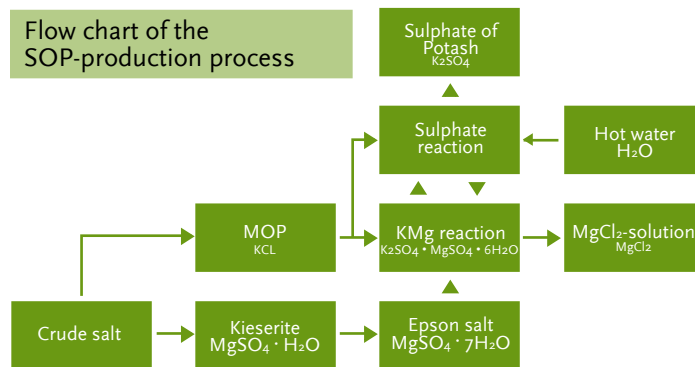 Flow chart of the
SOP-production process
Sulphate of
Potash
K2SO4
Sulphate
reaction
Hot water
H2O
MOP
KCL
KMg reaction
K2SO4 • MgSO4 • 6H2O
MgCl2-solution
MgCl2
Crude salt
Kieserite
MgSO4 · H2O
Epson salt
MgSO4 · 7H2O